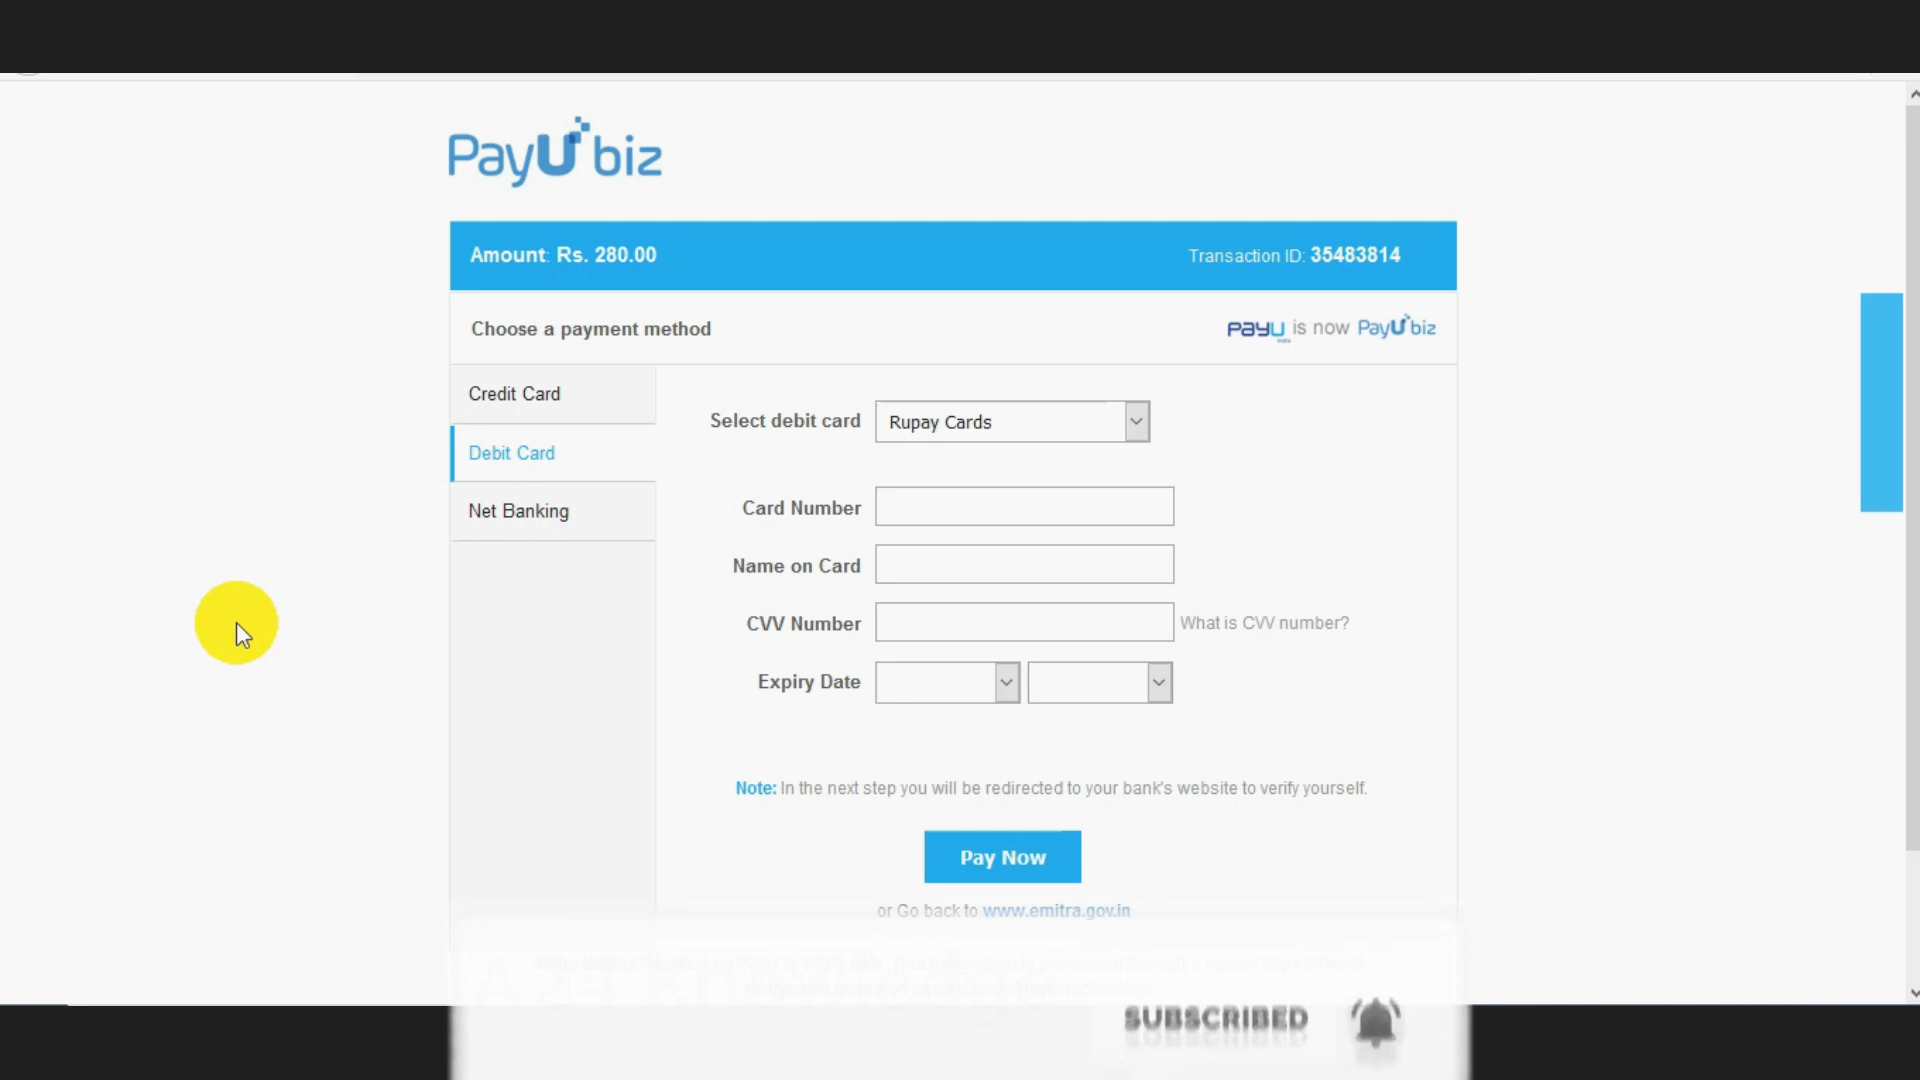 PayU biz
Amount: Rs. 280.00
Transaction ID: 35483814
Choose a payment method
PayU india is now PayU biz
Credit Card
Debit Card
Net Banking
Select debit card
Rupay Cards
Card Number
Name on Card
CVV Number
What is CVV number?
Expiry Date
Note: In the next step you will be redirected to your bank's website to verify yourself.
Pay Now
or Go back to www.emitra.gov.in
SUBSCRIBED